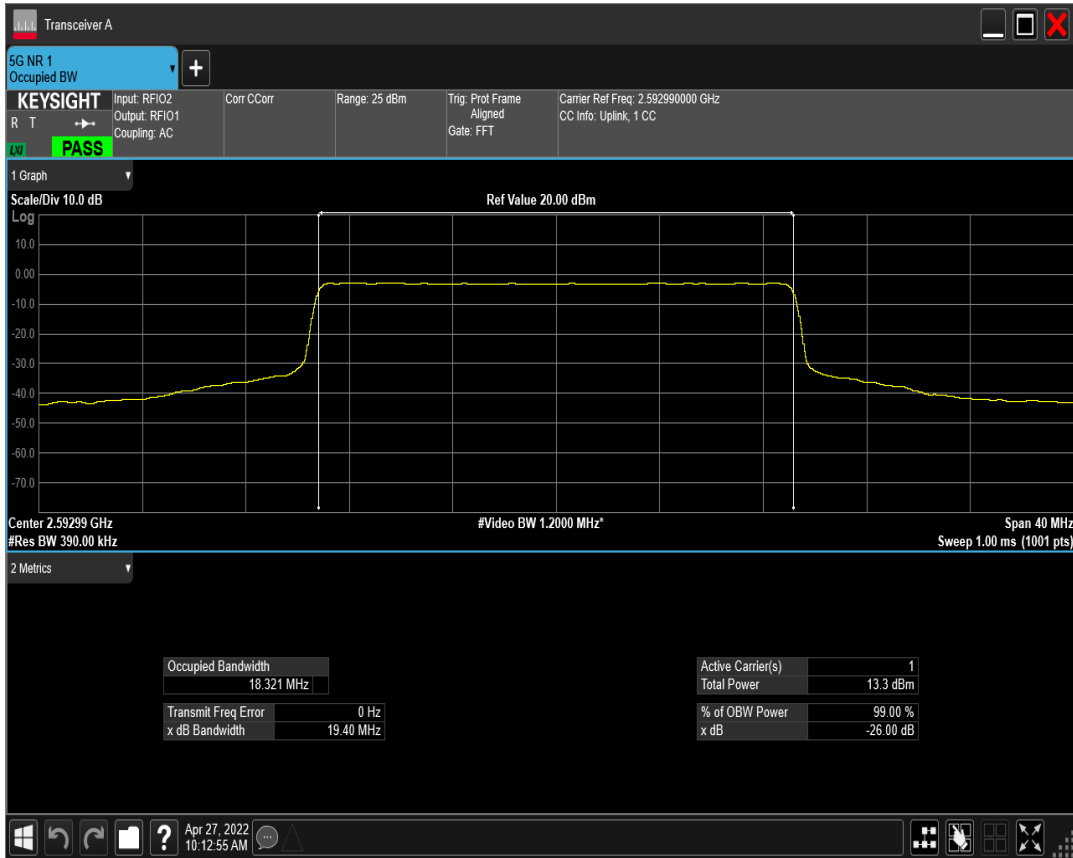 Transceiver A
5G NR 1
Occupied BW
+
KEYSIGHT
R T
LXI
PASS
Input: RFIO2
Output: RFIO1
Coupling: AC
Corr CCorr
Range: 25 dBm
Trig: Prot Frame
Aligned
Gate: FFT
Carrier Ref Freq: 2.592990000 GHz
CC Info: Uplink, 1 CC
1 Graph
Scale/Div 10.0 dB
Ref Value 20.00 dBm
Log
10.0
0.00
-10.0
-20.0
-30.0
-40.0
-50.0
-60.0
-70.0
Center 2.59299 GHz
#Video BW 1.2000 MHz*
Span 40 MHz
#Res BW 390.00 kHz
Sweep 1.00 ms (1001 pts)
2 Metrics
Occupied Bandwidth
18.321 MHz
Transmit Freq Error 0 Hz
x dB Bandwidth 19.40 MHz
Active Carrier(s) 1
Total Power 13.3 dBm
% of OBW Power 99.00 %
x dB -26.00 dB
?
Apr 27, 2022
10:12:55 AM